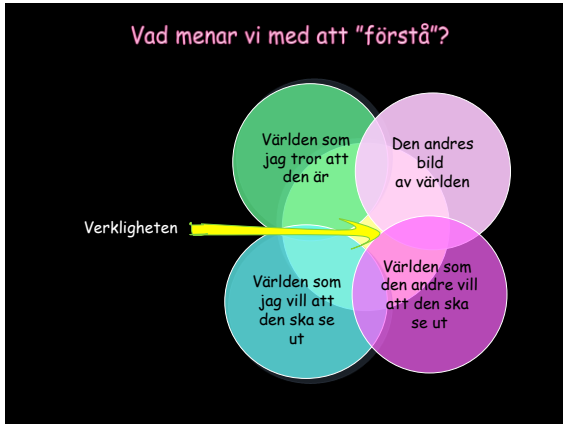 Vad menar vi med att ”förstå”?
Världen som
jag tror att
den är
Den andres
bild
av världen
Verkligheten
Världen som
jag vill att
den ska se
ut
Världen som
den andre vill
att den ska
se ut